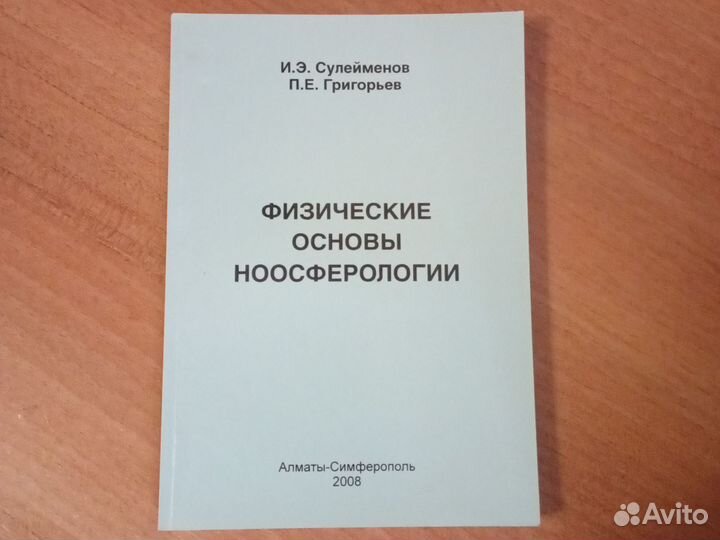 И.Э. Сулейменов
П.Е. Григорьев
ФИЗИЧЕСКИЕ
ОСНОВЫ
НООСФЕРОЛОГИИ
Алматы-Симферополь
2008
Avito